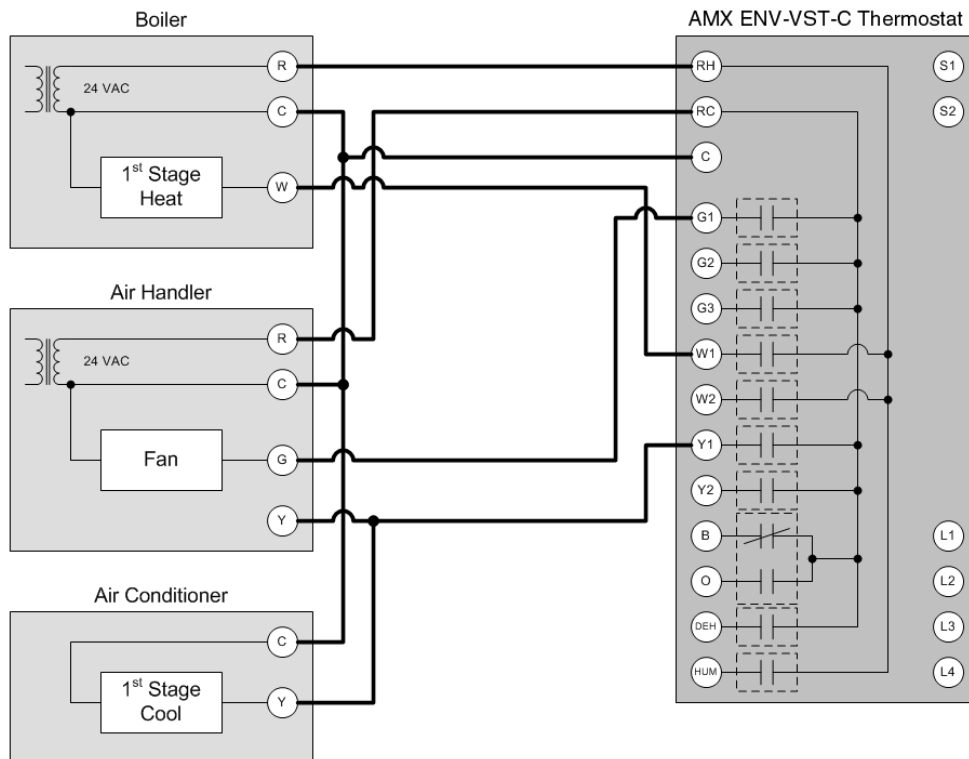 Boiler
R
24 VAC
C
1st Stage
Heat
W
Air Handler
R
24 VAC
C
Fan
G
Y
Air Conditioner
C
1st Stage
Cool
Y
AMX ENV-VST-C Thermostat
RH
S1
RC
S2
C
G1
G2
G3
W1
W2
Y1
Y2
B
L1
O
L2
DEH
L3
HUM
L4